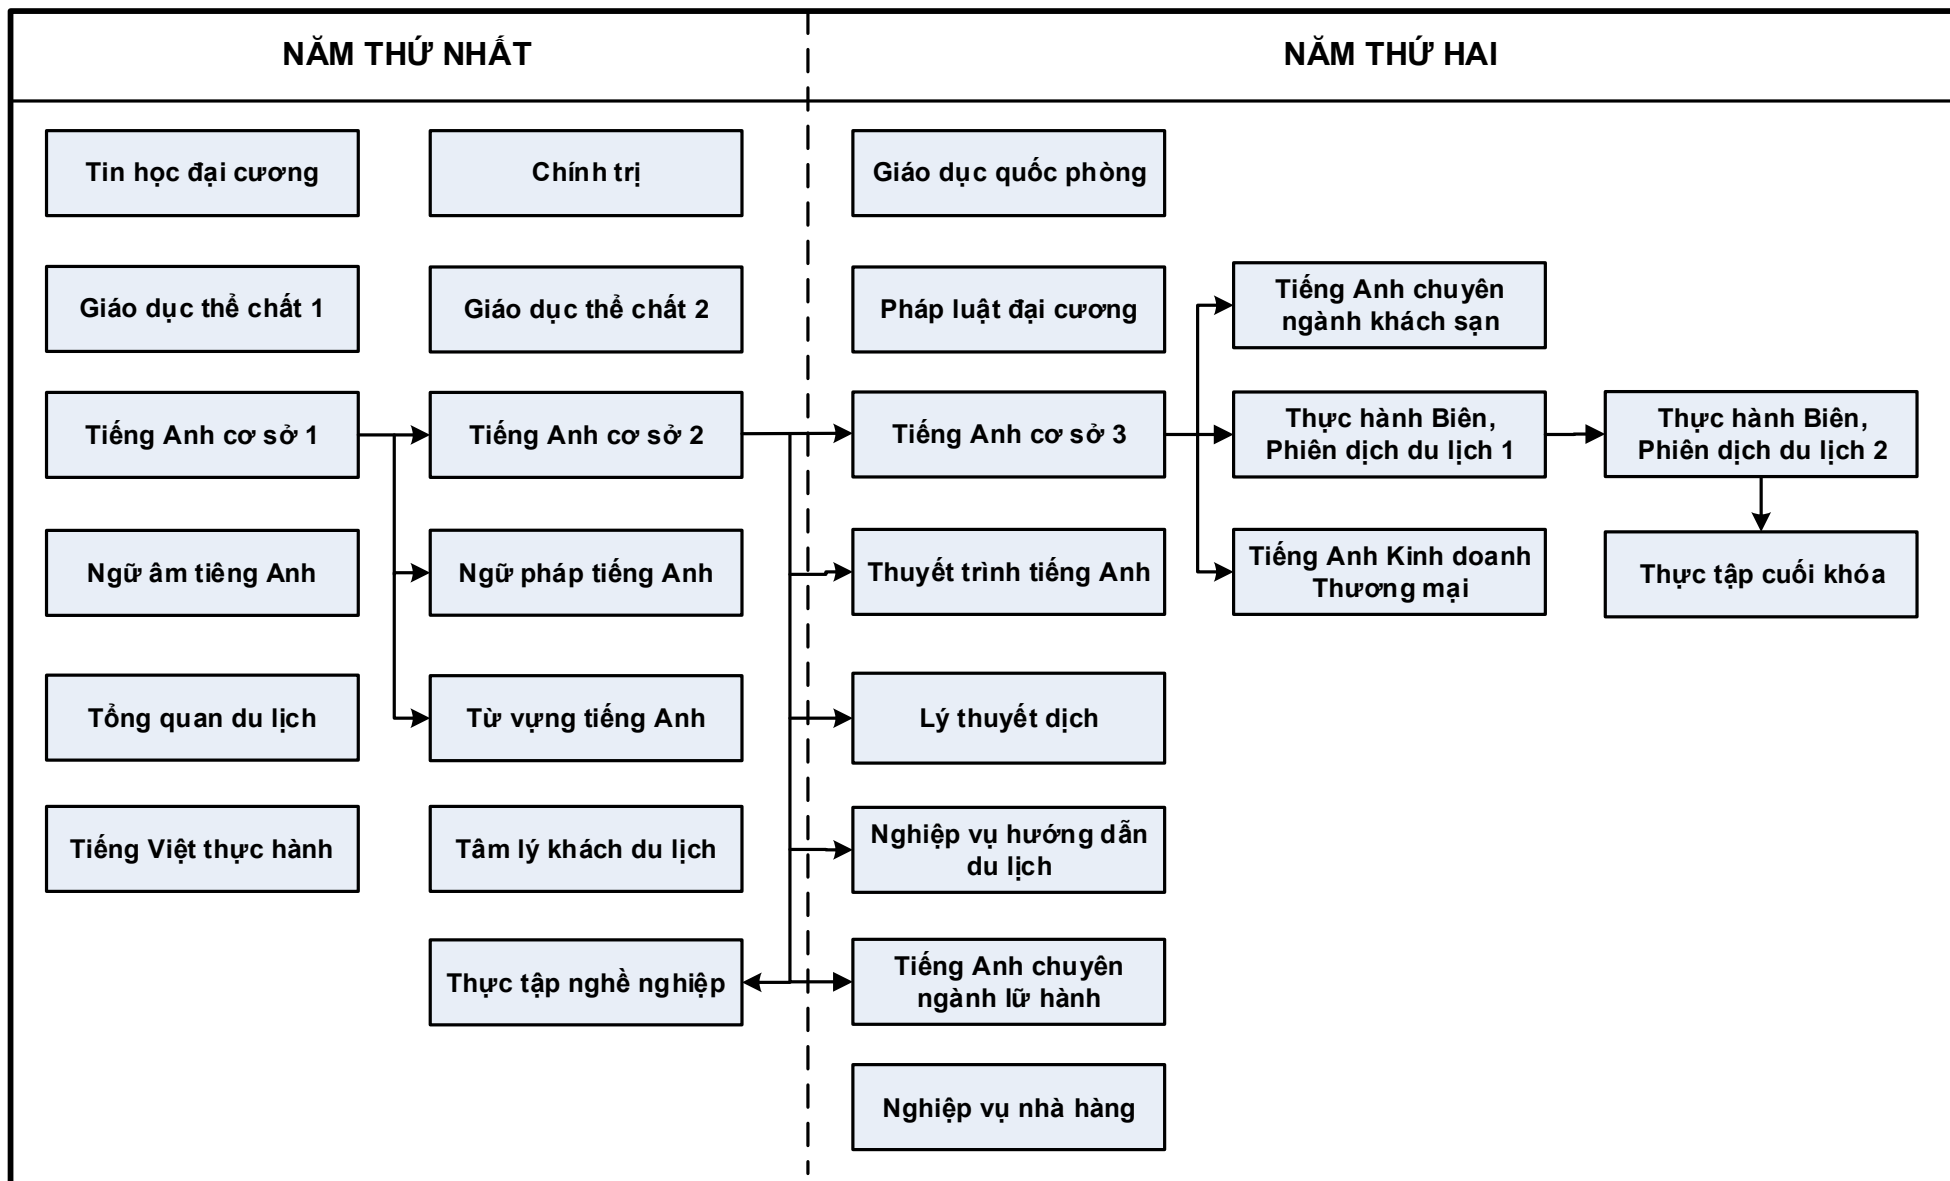 NĂM THỨ NHẤT
NĂM THỨ HAI
Tin học đại cương
Chính trị
Giáo dục quốc phòng
Giáo dục thể chất 1
Giáo dục thể chất 2
Pháp luật đại cương
Tiếng Anh chuyên
ngành khách sạn
Tiếng Anh cơ sở 1
Tiếng Anh cơ sở 2
Tiếng Anh cơ sở 3
Thực hành Biên,
Phiên dịch du lịch 1
Thực hành Biên,
Phiên dịch du lịch 2
Ngữ âm tiêng Anh
Ngữ pháp tiếng Anh
Thuyết trình tiếng Anh
Tiếng Anh Kinh doanh
Thương mại
Thực tập cuối khóa
Tổng quan du lịch
Từ vựng tiếng Anh
Lý thuyết dịch
Tiếng Việt thực hành
Tâm lý khách du lịch
Nghiệp vụ hướng dẫn
du lịch
Thực tập nghề nghiệp
Tiếng Anh chuyên
ngành lữ hành
Nghiệp vụ nhà hàng